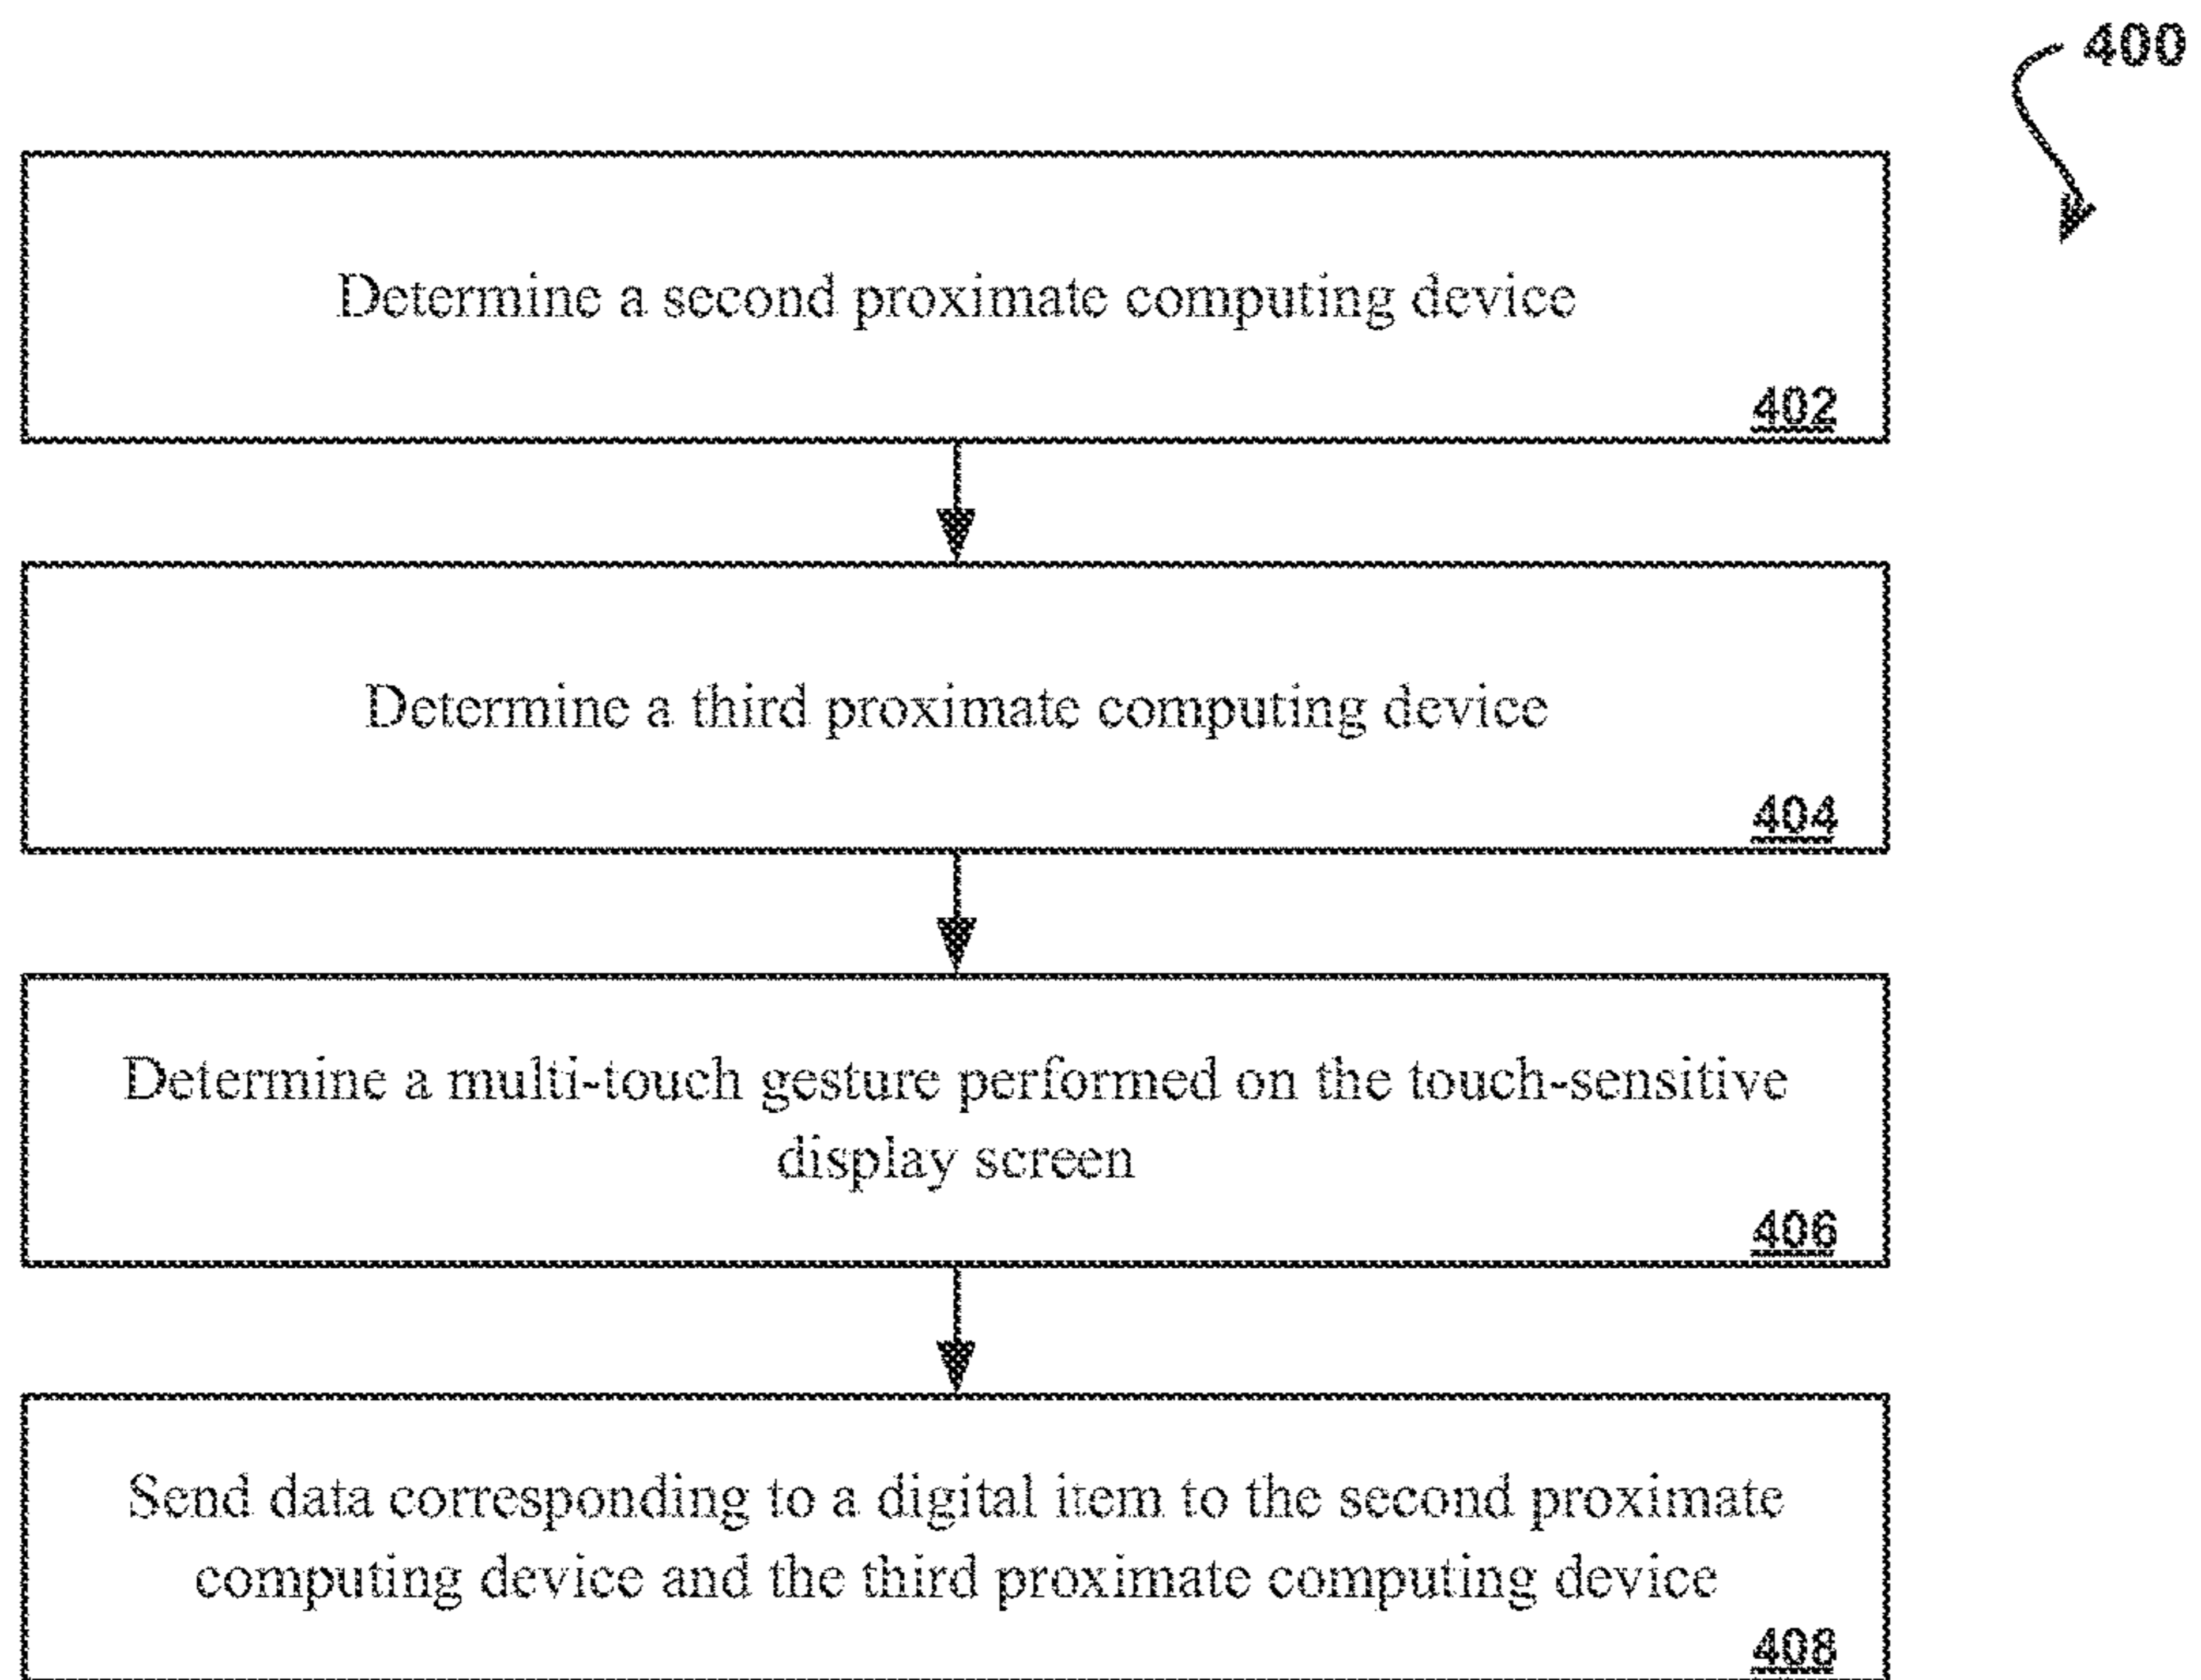 400
Determine a second proximate computing device
402
Determine a third proximate computing device
404
Determine a multi-touch gesture performed on the touch-sensitive
display screen
406
Send data corresponding to a digital item to the second proximate
computing device and the third proximate computing device
408